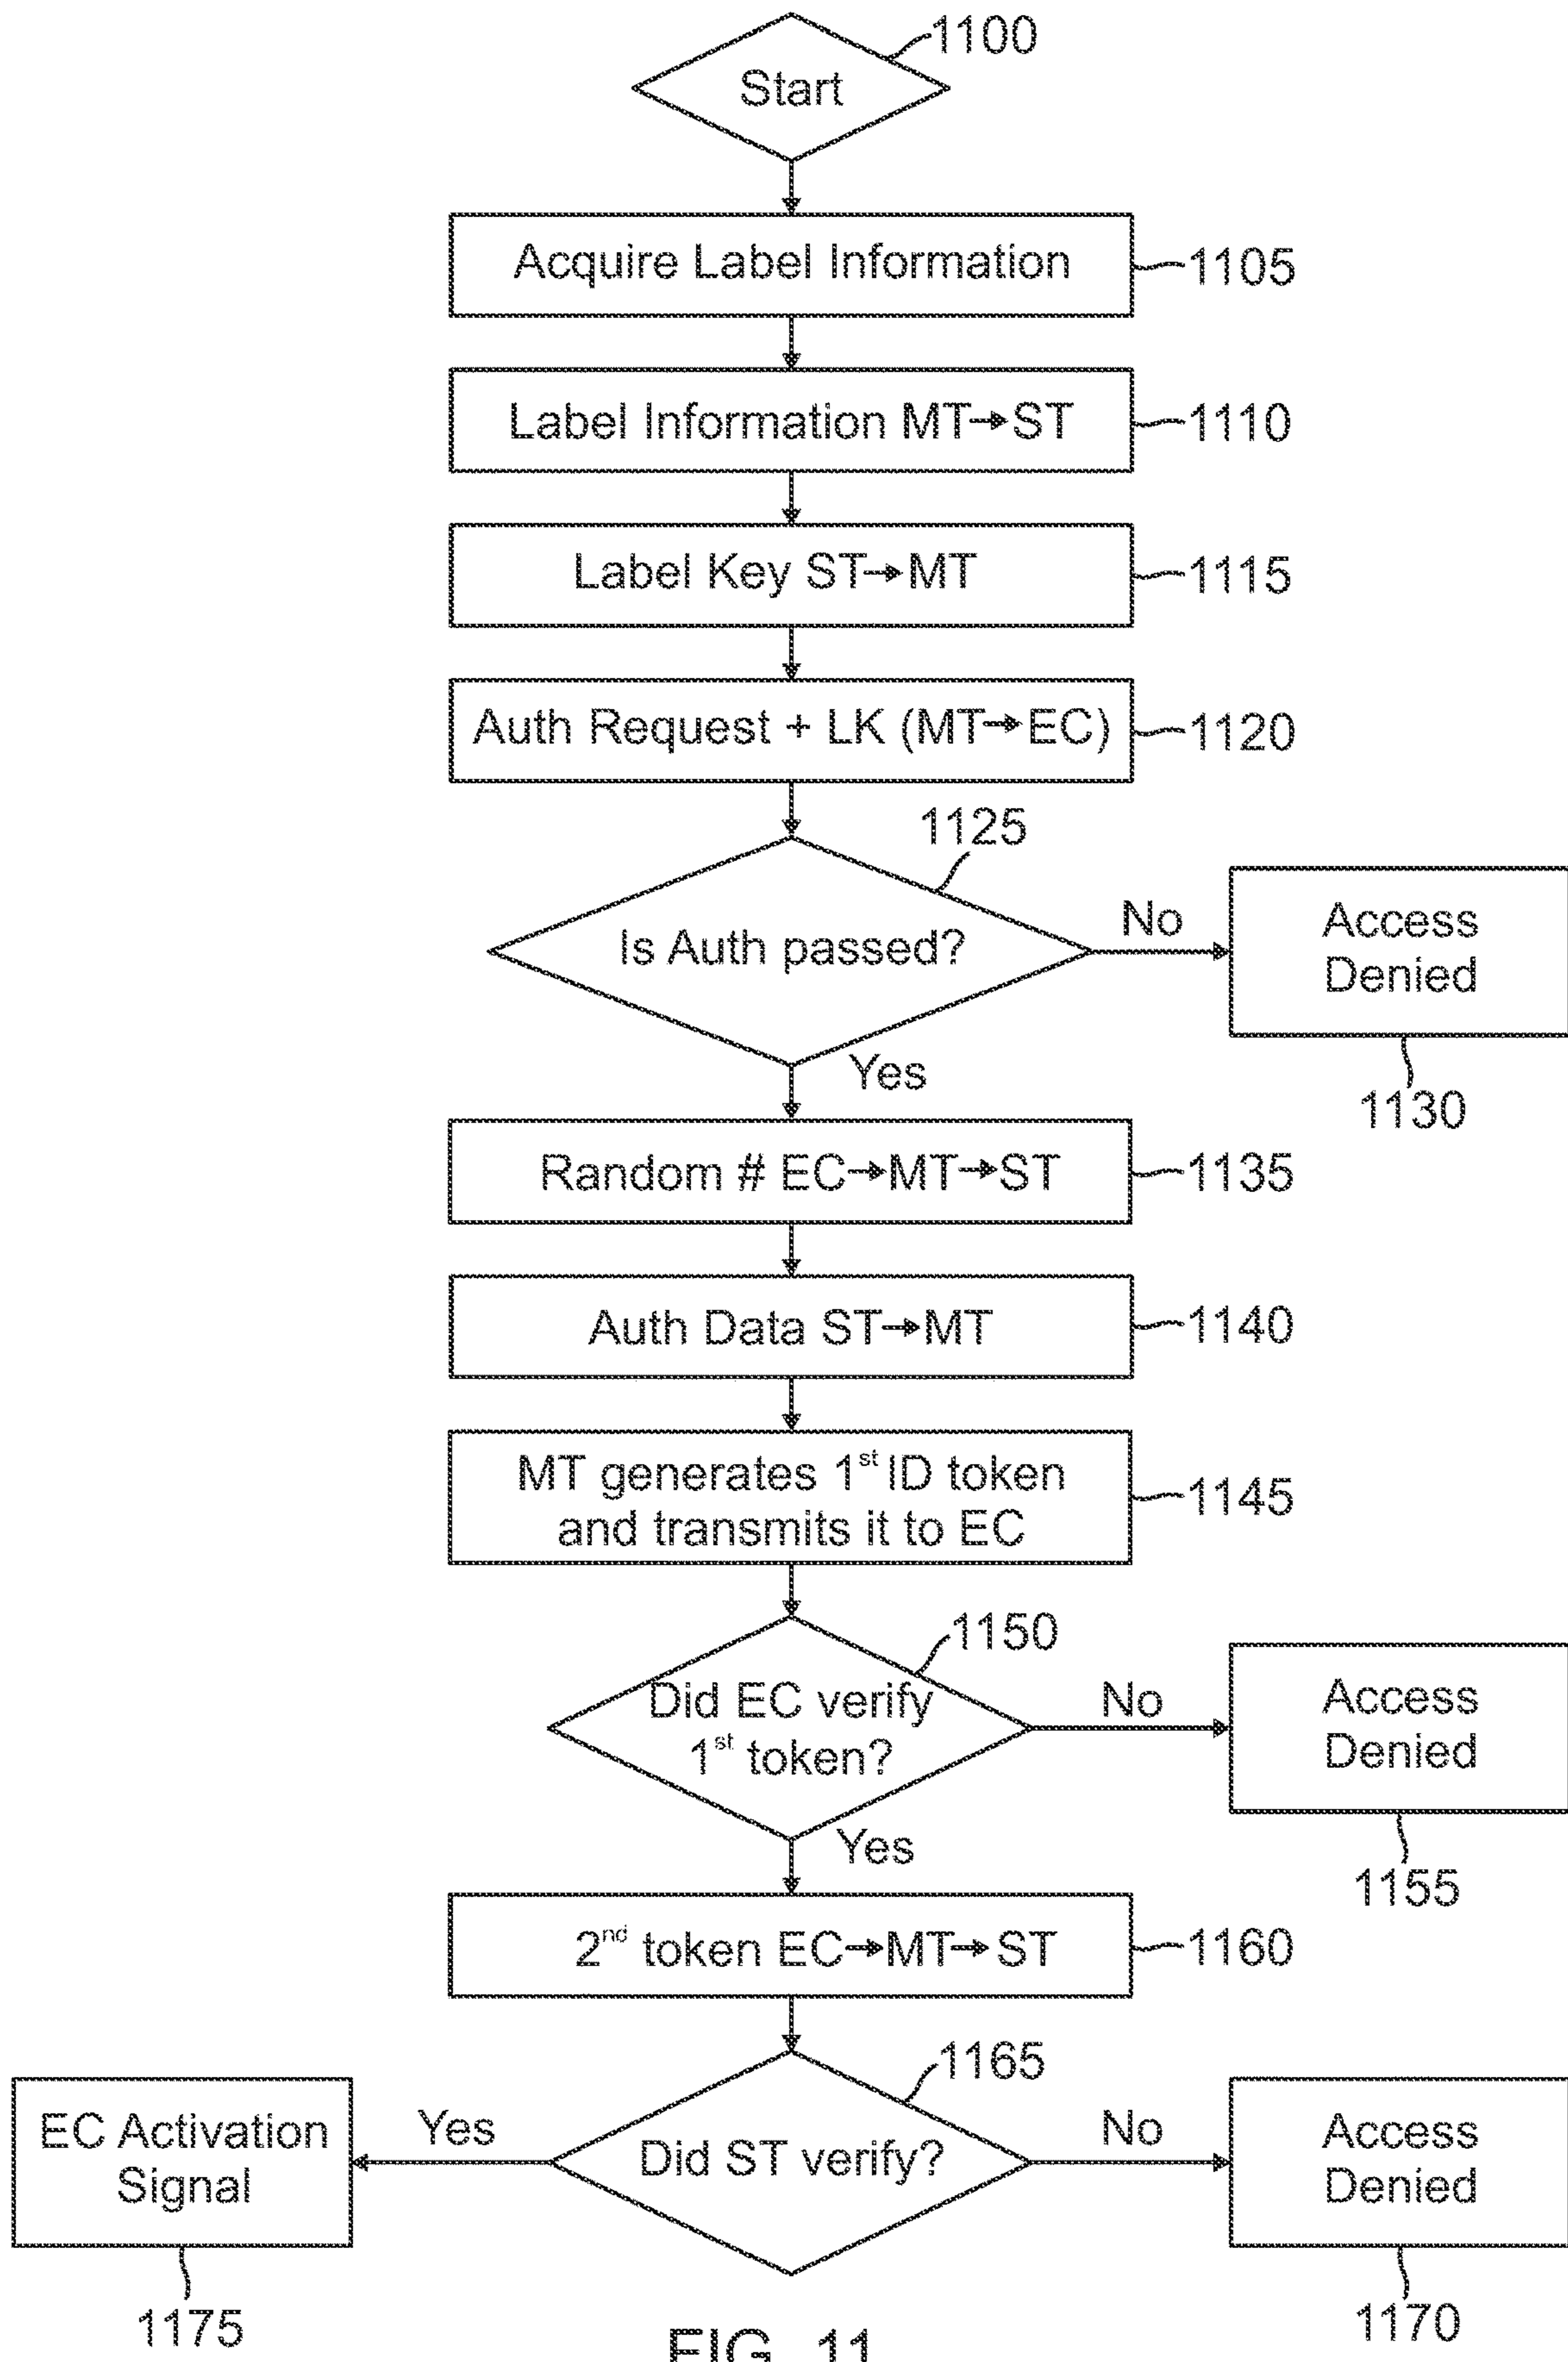 1100
Start
Acquire Label Information
1105
Label Information MT→ST
1110
Label Key ST→MT
1115
Auth Request + LK (MT→EC)
1120
1125
Is Auth passed?
No
Access
Denied
1130
Yes
Random # EC→MT→ST
1135
Auth Data ST→MT
1140
MT generates 1st ID token
and transmits it to EC
1145
1150
Did EC verify
1st token?
No
Access
Denied
1155
Yes
2nd token EC→MT→ST
1160
1165
Did ST verify?
Yes
EC Activation
Signal
1175
No
Access
Denied
1170
FIG. 11